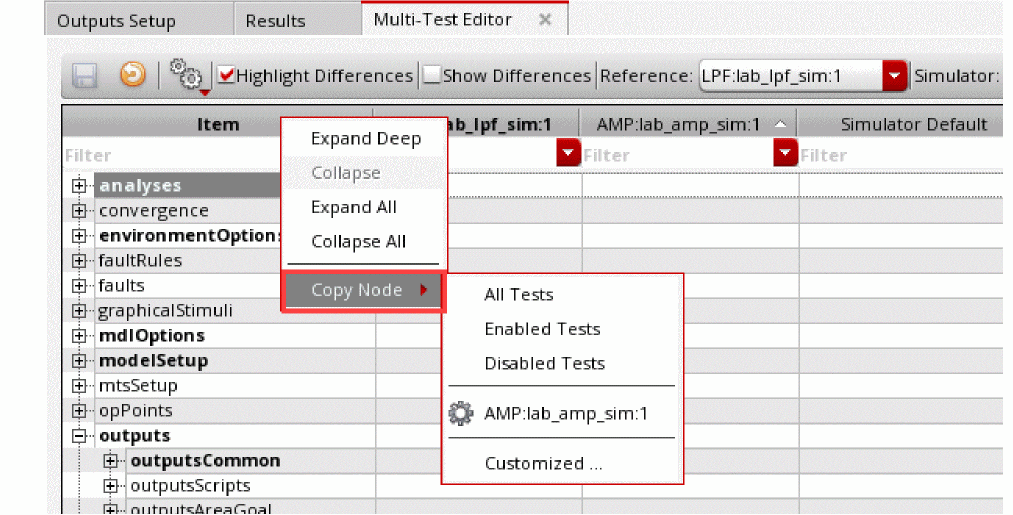 Outputs Setup Results Multi-Test Editor
Highlight Differences Show Differences Reference: LPF:lab_lpf_sim:1 Simulator:
Item ab_lpf_sim:1 AMP:lab_amp_sim:1 Simulator Default
Filter Filter Filter
Expand Deep
Collapse
Expand All
Collapse All
Copy Node
All Tests
Enabled Tests
Disabled Tests
AMP:lab_amp_sim:1
Customized ...
analyses
convergence
environmentOption
faultRules
faults
graphicalStimuli
mdlOptions
modelSetup
mtsSetup
opPoints
outputs
outputsCommon
outputsScripts
outputsAreaGoal